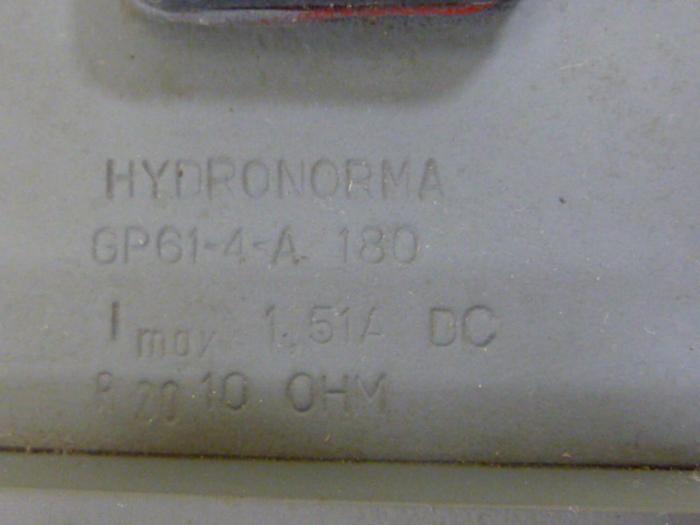 HYDRONORMA
GP61-4-A 180
I max 1.51A DC
R 20 10 OHM